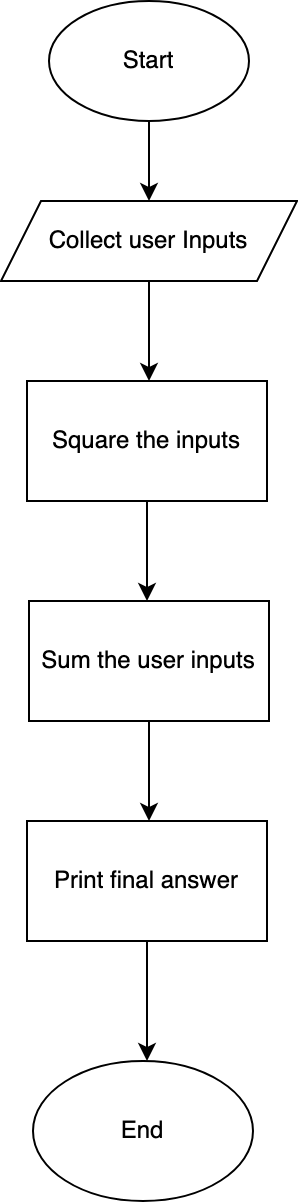 Start
Collect user Inputs
Square the inputs
Sum the user inputs
Print final answer
End